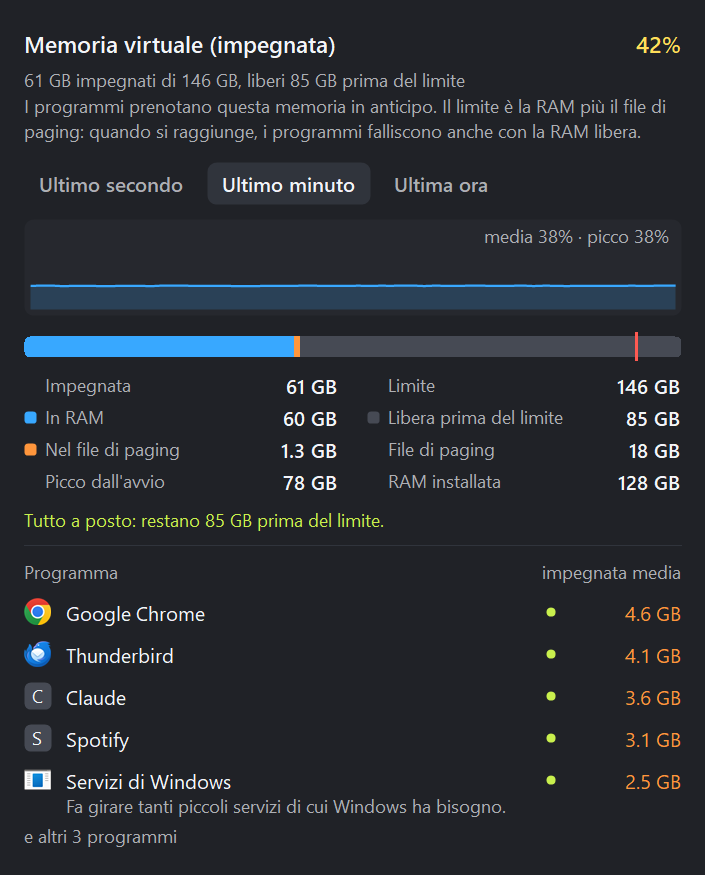 Memoria virtuale (impegnata) 42%
61 GB impegnati di 146 GB, liberi 85 GB prima del limite
I programmi prenotano questa memoria in anticipo. Il limite è la RAM più il file di
paging: quando si raggiunge, i programmi falliscono anche con la RAM libera.
Ultimo secondo Ultimo minuto Ultima ora
media 38% · picco 38%
Impegnata 61 GB Limite 146 GB
In RAM 60 GB Libera prima del limite 85 GB
Nel file di paging 1.3 GB File di paging 18 GB
Picco dall'avvio 78 GB RAM installata 128 GB
Tutto a posto: restano 85 GB prima del limite.
Programma impegnata media
Google Chrome 4.6 GB
Thunderbird 4.1 GB
C Claude 3.6 GB
S Spotify 3.1 GB
Servizi di Windows 2.5 GB
Fa girare tanti piccoli servizi di cui Windows ha bisogno.
e altri 3 programmi